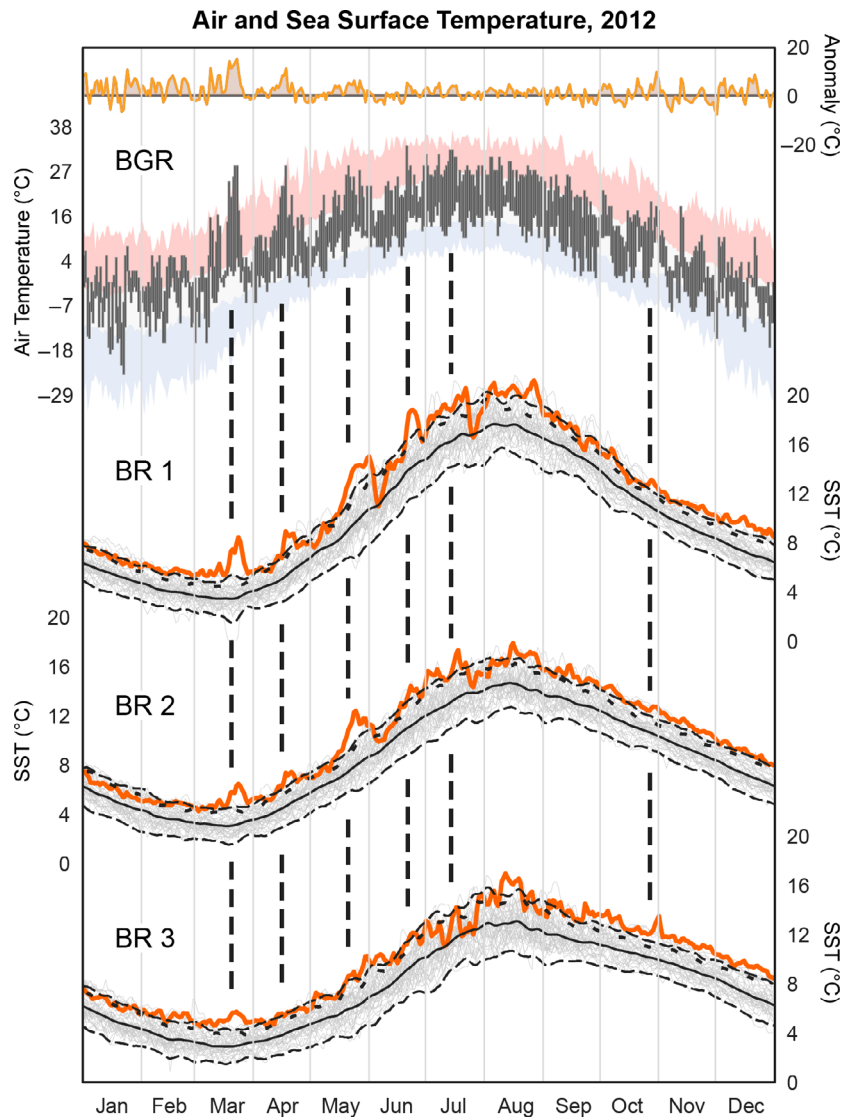 Air and Sea Surface Temperature, 2012
20
0
−20
Anomaly (°C)
BGR
38
27
16
4
−7
−18
−29
Air Temperature (°C)
BR 1
20
16
12
8
4
0
SST (°C)
BR 2
20
16
12
8
4
0
SST (°C)
BR 3
20
16
12
8
4
0
SST (°C)
Jan Feb Mar Apr May Jun Jul Aug Sep Oct Nov Dec